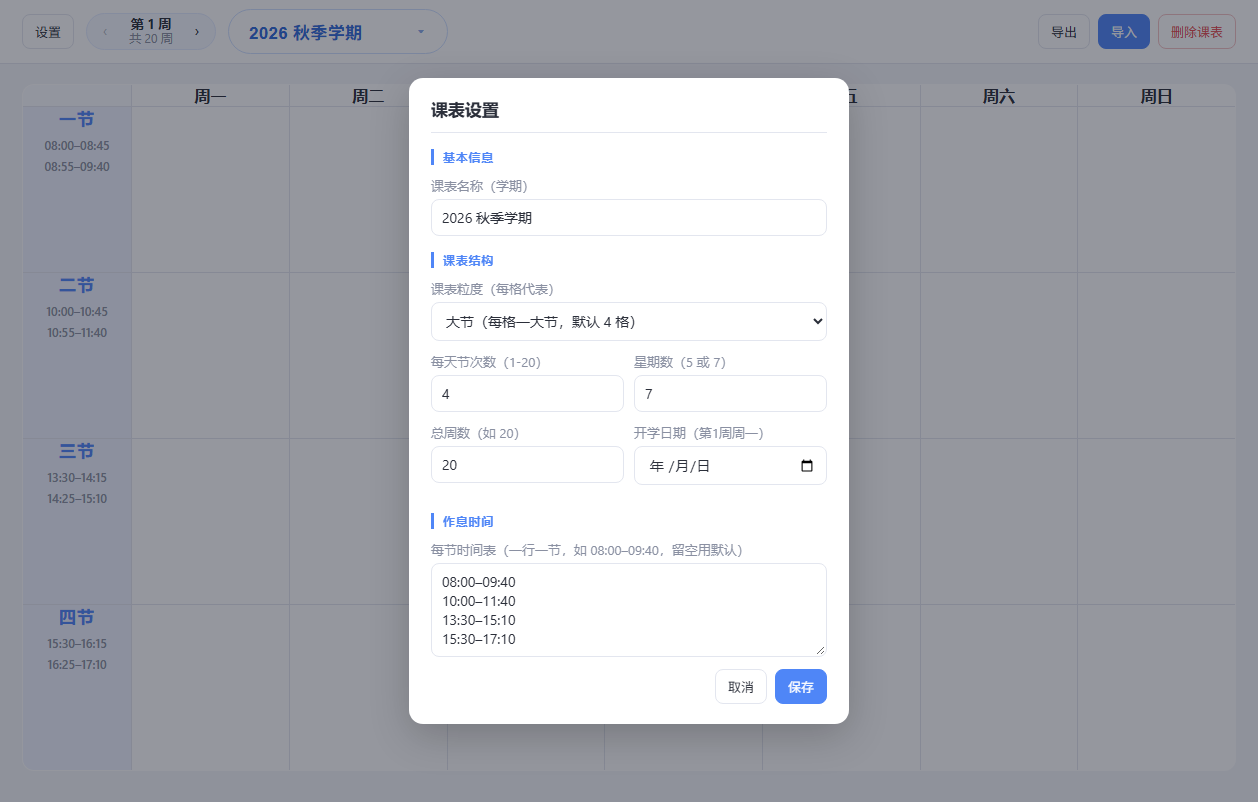 设置
‹ 第 1 周 ›
共 20 周
2026 秋季学期
导出
导入
删除课表
周一
周二
五
周六
周日
一节
08:00–08:45
08:55–09:40
二节
10:00–10:45
10:55–11:40
三节
13:30–14:15
14:25–15:10
四节
15:30–16:15
16:25–17:10
课表设置
基本信息
课表名称（学期）
2026 秋季学期
课表结构
课表粒度（每格代表）
大节（每格一大节，默认 4 格）
每天节次数（1-20）
星期数（5 或 7）
4
7
总周数（如 20）
开学日期（第1周周一）
20
年 /月/日
作息时间
每节时间表（一行一节，如 08:00–09:40，留空用默认）
08:00–09:40
10:00–11:40
13:30–15:10
15:30–17:10
取消
保存